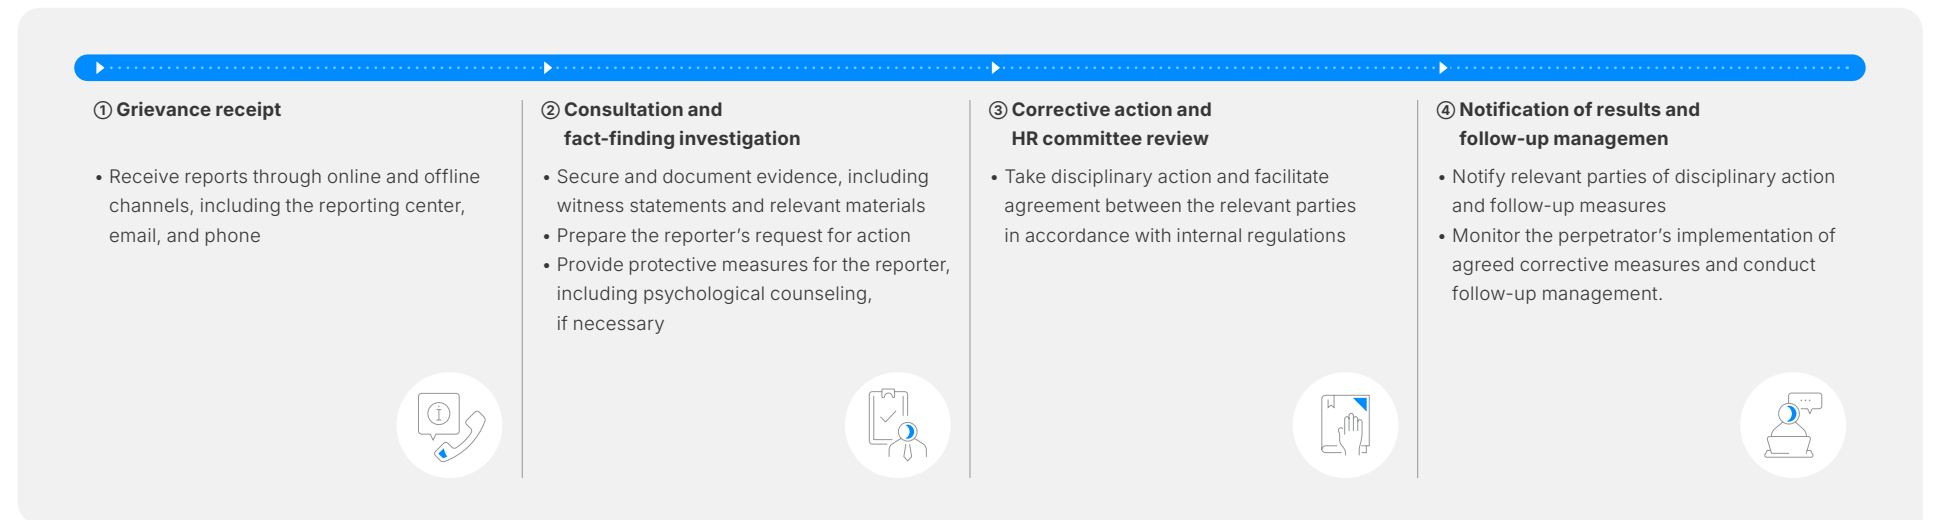 ① Grievance receipt
• Receive reports through online and offline
channels, including the reporting center,
email, and phone
② Consultation and
fact-finding investigation
• Secure and document evidence, including
witness statements and relevant materials
• Prepare the reporter’s request for action
• Provide protective measures for the reporter,
including psychological counseling,
if necessary
③ Corrective action and
HR committee review
• Take disciplinary action and facilitate
agreement between the relevant parties
in accordance with internal regulations
④ Notification of results and
follow-up managemen
• Notify relevant parties of disciplinary action
and follow-up measures
• Monitor the perpetrator’s implementation of
agreed corrective measures and conduct
follow-up management.